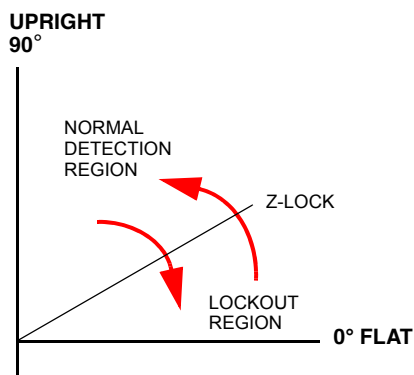 UPRIGHT
90°
NORMAL
DETECTION
REGION
Z-LOCK
LOCKOUT
REGION
0° FLAT